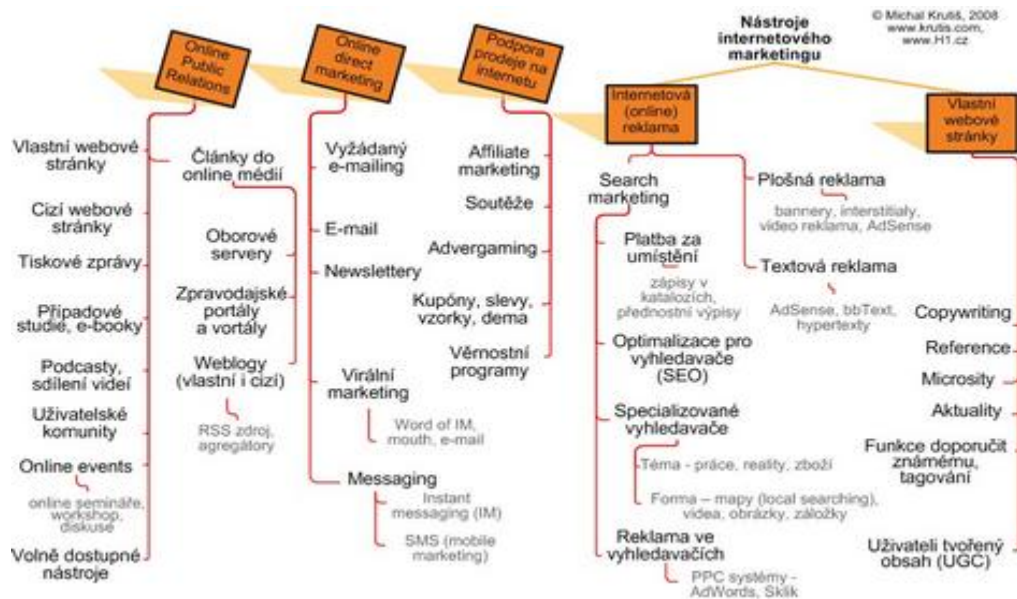 Nástroje
internetového
marketingu
© Michal Krutiš, 2008
www.krutis.com,
www.H1.cz
Online
Public
Relations
Vlastní webové
stránky
Cizí webové
stránky
Tiskové zprávy
Případové
studie, e-booky
Podcasty,
sdílení videí
Uživatelské
komunity
Online events
online semináře,
workshop,
diskuse
Volně dostupné
nástroje
Články do
online médií
Oborové
servery
Zpravodajské
portály
a vortály
Weblogy
(vlastní i cizí)
RSS zdroj,
agregátory
Online
direct
marketing
Vyžádaný
e-mailing
E-mail
Newslettery
Virální
marketing
Word of IM,
mouth, e-mail
Messaging
Instant
messaging (IM)
SMS (mobile
marketing)
Podpora
prodeje na
internetu
Affiliate
marketing
Soutěže
Advergaming
Kupóny, slevy,
vzorky, dema
Věrnostní
programy
Internetová
(online)
reklama
Search
marketing
Platba za
umístění
zápisy v
katalozích,
přednostní výpisy
Optimalizace pro
vyhledavače
(SEO)
Specializované
vyhledavače
Téma - práce, reality, zboží
Forma – mapy (local searching),
videa, obrázky, záložky
Reklama ve
vyhledavačích
PPC systémy -
AdWords, Sklik
Plošná reklama
bannery, interstitialy,
video reklama, AdSense
Textová reklama
AdSense, bbText,
hypertexty
Vlastní
webové
stránky
Copywriting
Reference
Microsity
Aktuality
Funkce doporučit
známému,
tagování
Uživateli tvořený
obsah (UGC)